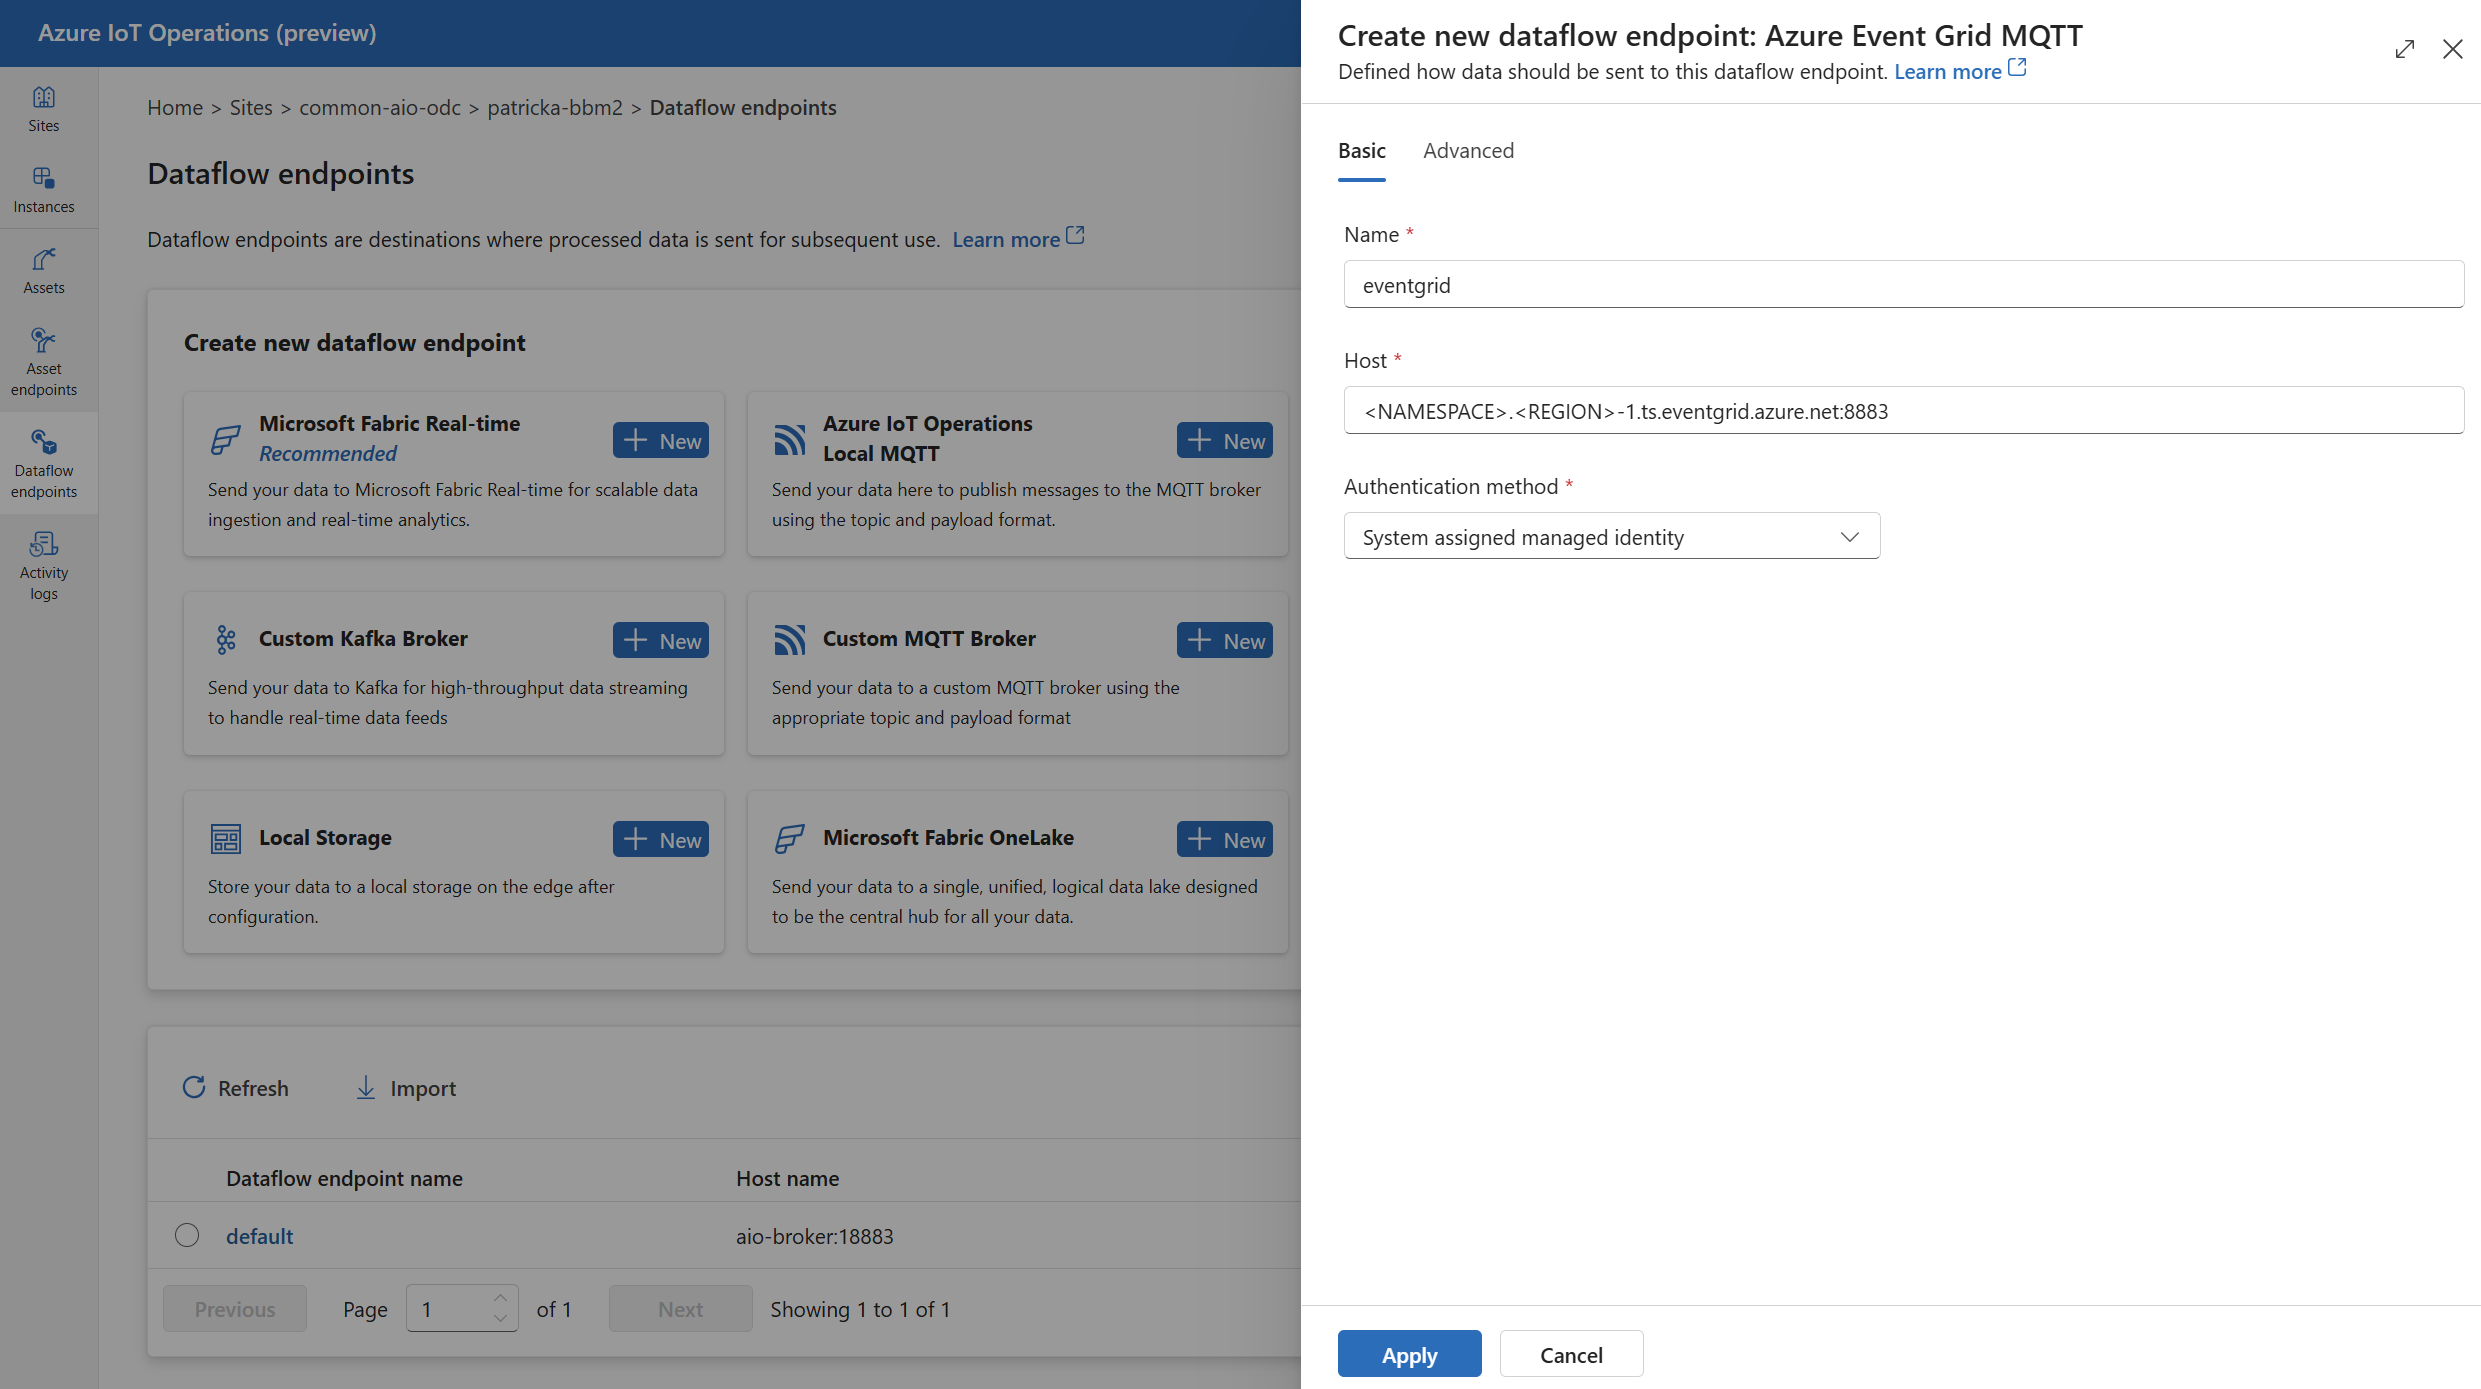 Azure IoT Operations (preview)
Sites
Instances
Assets
Asset
endpoints
Dataflow
endpoints
Activity
logs
Home > Sites > common-aio-odc > patricka-bbm2 > Dataflow endpoints
Dataflow endpoints
Dataflow endpoints are destinations where processed data is sent for subsequent use. Learn more
Create new dataflow endpoint
Microsoft Fabric Real-time
Recommended
New
Send your data to Microsoft Fabric Real-time for scalable data
ingestion and real-time analytics.
Azure IoT Operations
Local MQTT
New
Send your data here to publish messages to the MQTT broker
using the topic and payload format.
Custom Kafka Broker
New
Send your data to Kafka for high-throughput data streaming
to handle real-time data feeds
Custom MQTT Broker
New
Send your data to a custom MQTT broker using the
appropriate topic and payload format
Local Storage
New
Store your data to a local storage on the edge after
configuration.
Microsoft Fabric OneLake
New
Send your data to a single, unified, logical data lake designed
to be the central hub for all your data.
Refresh
Import
Dataflow endpoint name
Host name
default
aio-broker:18883
Previous
Page 1 of 1
Next
Showing 1 to 1 of 1
Create new dataflow endpoint: Azure Event Grid MQTT
Defined how data should be sent to this dataflow endpoint. Learn more
Basic
Advanced
Name *
eventgrid
Host *
<NAMESPACE>.<REGION>-1.ts.eventgrid.azure.net:8883
Authentication method *
System assigned managed identity
Apply
Cancel